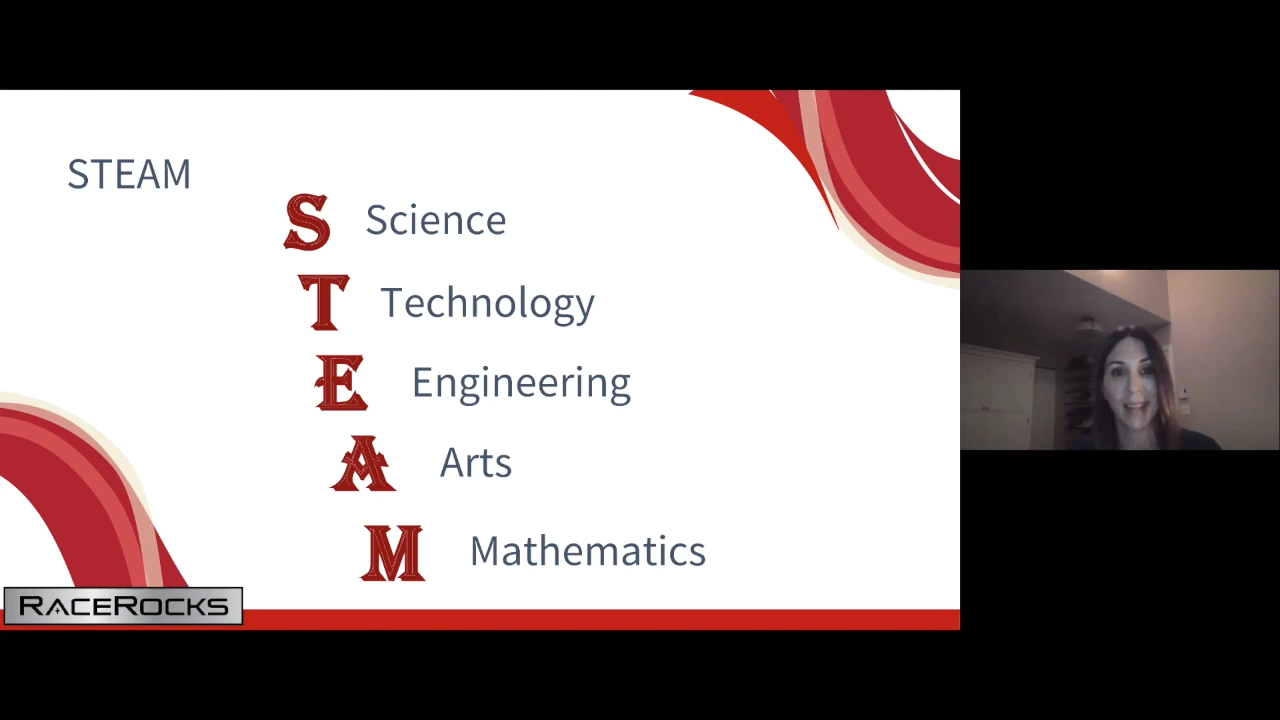 STEAM
S Science
T Technology
E Engineering
A Arts
M Mathematics
RACEROCKS